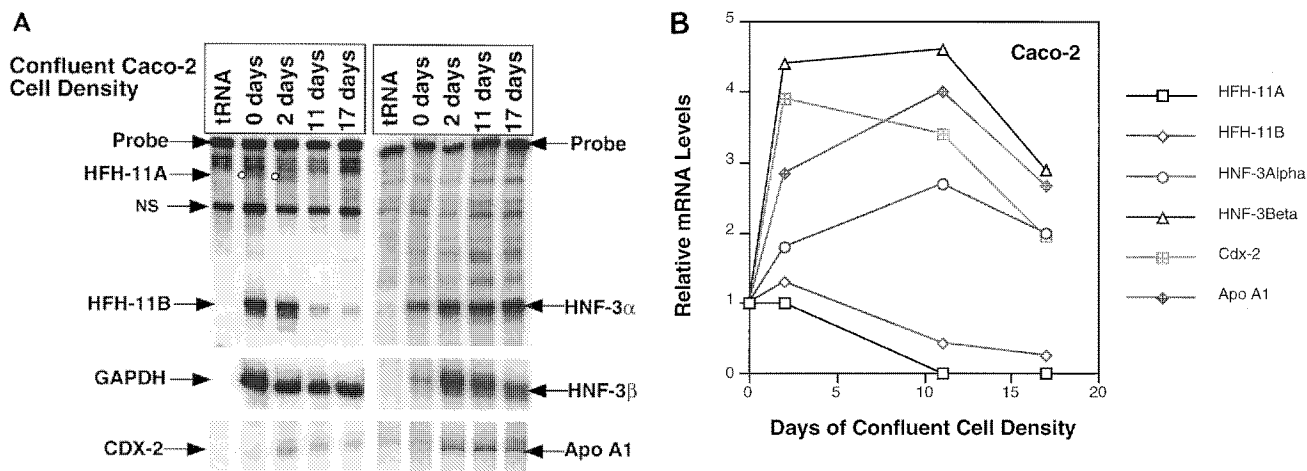 A
Confluent Caco-2
Cell Density
tRNA
0 days
2 days
11 days
17 days
tRNA
0 days
2 days
11 days
17 days
Probe
HFH-11A
NS
HFH-11B
GAPDH
CDX-2
Probe
HNF-3α
HNF-3β
Apo A1
B
Caco-2
Relative mRNA Levels
5
4
3
2
1
0
0
5
10
15
20
Days of Confluent Cell Density
HFH-11A
HFH-11B
HNF-3Alpha
HNF-3Beta
Cdx-2
Apo A1